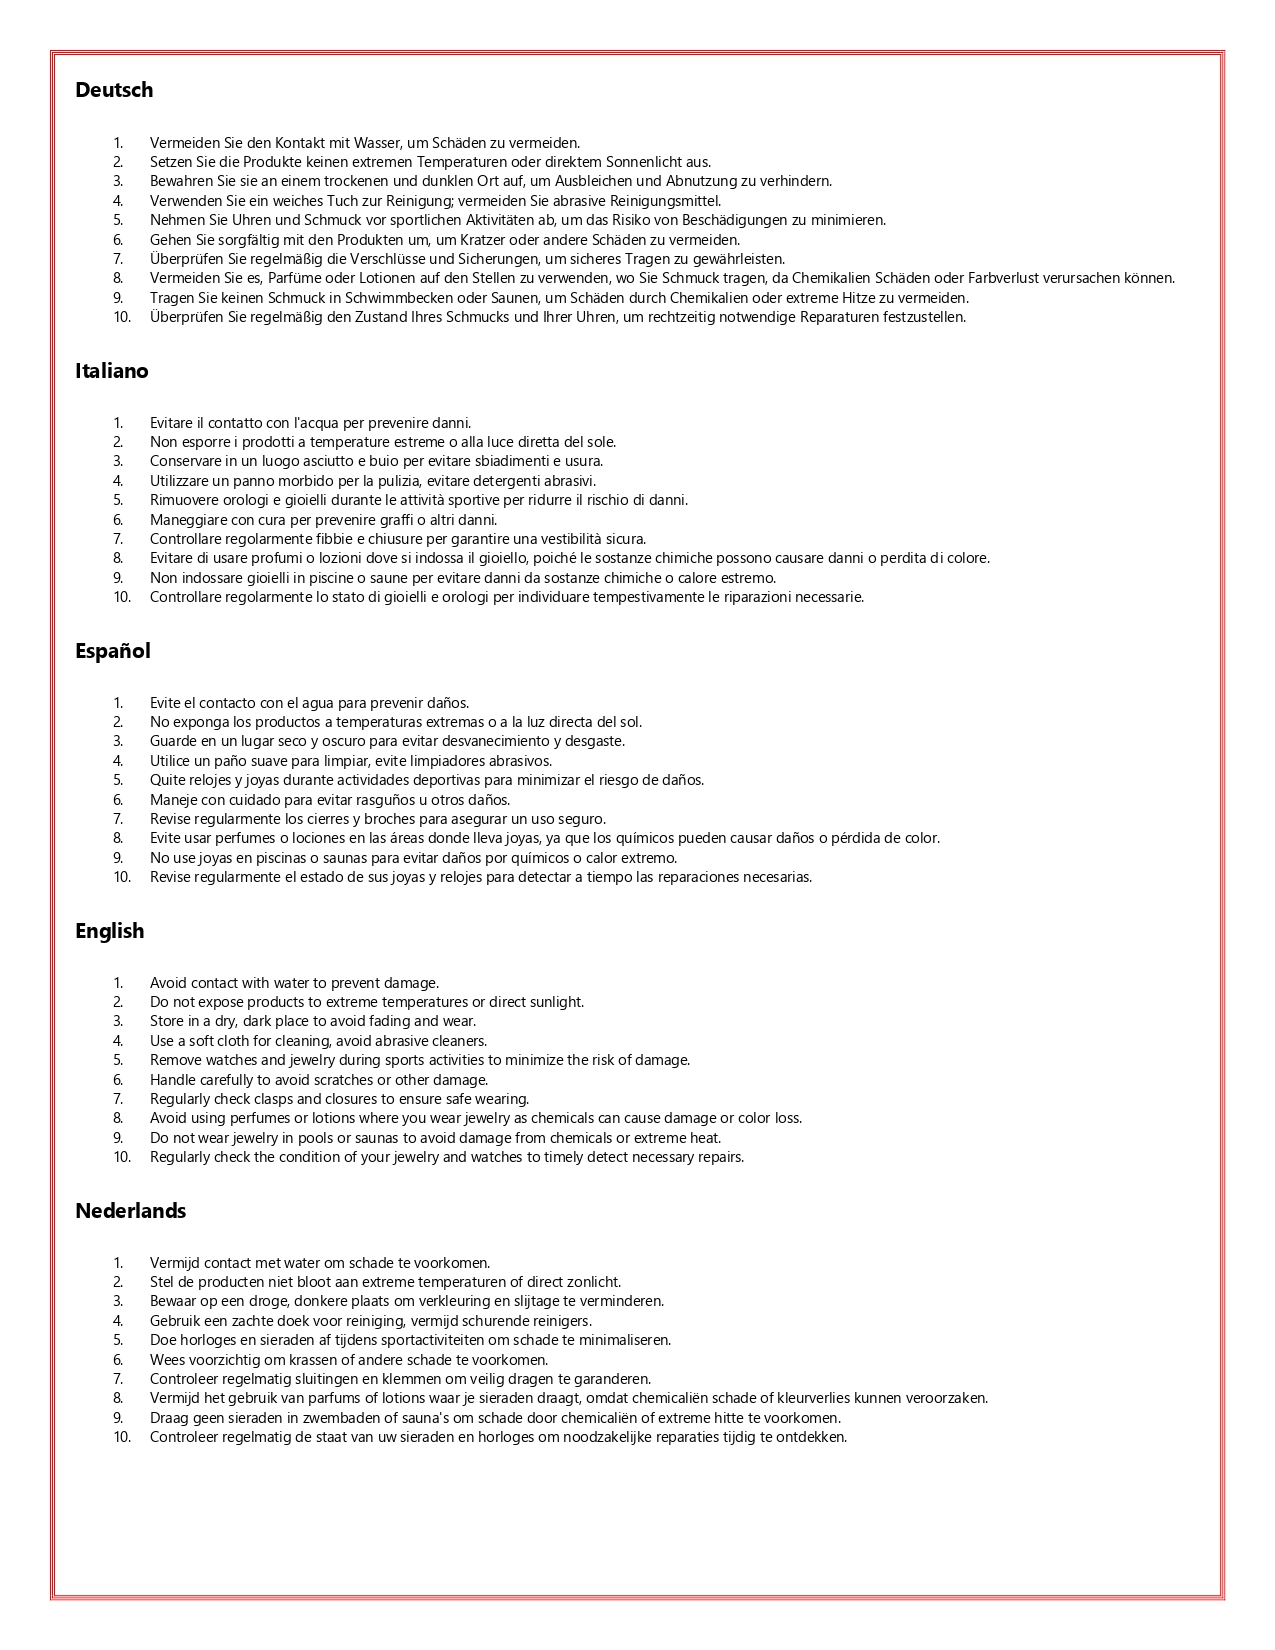 Deutsch
1. Vermeiden Sie den Kontakt mit Wasser, um Schäden zu vermeiden.
2. Setzen Sie die Produkte keinen extremen Temperaturen oder direktem Sonnenlicht aus.
3. Bewahren Sie sie an einem trockenen und dunklen Ort auf, um Ausbleichen und Abnutzung zu verhindern.
4. Verwenden Sie ein weiches Tuch zur Reinigung; vermeiden Sie abrasive Reinigungsmittel.
5. Nehmen Sie Uhren und Schmuck vor sportlichen Aktivitäten ab, um das Risiko von Beschädigungen zu minimieren.
6. Gehen Sie sorgfältig mit den Produkten um, um Kratzer oder andere Schäden zu vermeiden.
7. Überprüfen Sie regelmäßig die Verschlüsse und Sicherungen, um sicheres Tragen zu gewährleisten.
8. Vermeiden Sie es, Parfüme oder Lotionen auf den Stellen zu verwenden, wo Sie Schmuck tragen, da Chemikalien Schäden oder Farbverlust verursachen können.
9. Tragen Sie keinen Schmuck in Schwimmbecken oder Saunen, um Schäden durch Chemikalien oder extreme Hitze zu vermeiden.
10. Überprüfen Sie regelmäßig den Zustand Ihres Schmucks und Ihrer Uhren, um rechtzeitig notwendige Reparaturen festzustellen.
Italiano
1. Evitare il contatto con l'acqua per prevenire danni.
2. Non esporre i prodotti a temperature estreme o alla luce diretta del sole.
3. Conservare in un luogo asciutto e buio per evitare sbiadimenti e usura.
4. Utilizzare un panno morbido per la pulizia, evitare detergenti abrasivi.
5. Rimuovere orologi e gioielli durante le attività sportive per ridurre il rischio di danni.
6. Maneggiare con cura per prevenire graffi o altri danni.
7. Controllare regolarmente fibbie e chiusure per garantire una vestibilità sicura.
8. Evitare di usare profumi o lozioni dove si indossa il gioiello, poiché le sostanze chimiche possono causare danni o perdita di colore.
9. Non indossare gioielli in piscine o saune per evitare danni da sostanze chimiche o calore estremo.
10. Controllare regolarmente lo stato di gioielli e orologi per individuare tempestivamente le riparazioni necessarie.
Español
1. Evite el contacto con el agua para prevenir daños.
2. No exponga los productos a temperaturas extremas o a la luz directa del sol.
3. Guarde en un lugar seco y oscuro para evitar desvanecimiento y desgaste.
4. Utilice un paño suave para limpiar, evite limpiadores abrasivos.
5. Quite relojes y joyas durante actividades deportivas para minimizar el riesgo de daños.
6. Maneje con cuidado para evitar rasguños u otros daños.
7. Revise regularmente los cierres y broches para asegurar un uso seguro.
8. Evite usar perfumes o lociones en las áreas donde lleva joyas, ya que los químicos pueden causar daños o pérdida de color.
9. No use joyas en piscinas o saunas para evitar daños por químicos o calor extremo.
10. Revise regularmente el estado de sus joyas y relojes para detectar a tiempo las reparaciones necesarias.
English
1. Avoid contact with water to prevent damage.
2. Do not expose products to extreme temperatures or direct sunlight.
3. Store in a dry, dark place to avoid fading and wear.
4. Use a soft cloth for cleaning, avoid abrasive cleaners.
5. Remove watches and jewelry during sports activities to minimize the risk of damage.
6. Handle carefully to avoid scratches or other damage.
7. Regularly check clasps and closures to ensure safe wearing.
8. Avoid using perfumes or lotions where you wear jewelry as chemicals can cause damage or color loss.
9. Do not wear jewelry in pools or saunas to avoid damage from chemicals or extreme heat.
10. Regularly check the condition of your jewelry and watches to timely detect necessary repairs.
Nederlands
1. Vermijd contact met water om schade te voorkomen.
2. Stel de producten niet bloot aan extreme temperaturen of direct zonlicht.
3. Bewaar op een droge, donkere plaats om verkleuring en slijtage te verminderen.
4. Gebruik een zachte doek voor reiniging, vermijd schurende reinigers.
5. Doe horloges en sieraden af tijdens sportactiviteiten om schade te minimaliseren.
6. Wees voorzichtig om krassen of andere schade te voorkomen.
7. Controleer regelmatig sluitingen en klemmen om veilig dragen te garanderen.
8. Vermijd het gebruik van parfums of lotions waar je sieraden draagt, omdat chemicaliën schade of kleurverlies kunnen veroorzaken.
9. Draag geen sieraden in zwembaden of sauna's om schade door chemicaliën of extreme hitte te voorkomen.
10. Controleer regelmatig de staat van uw sieraden en horloges om noodzakelijke reparaties tijdig te ontdekken.